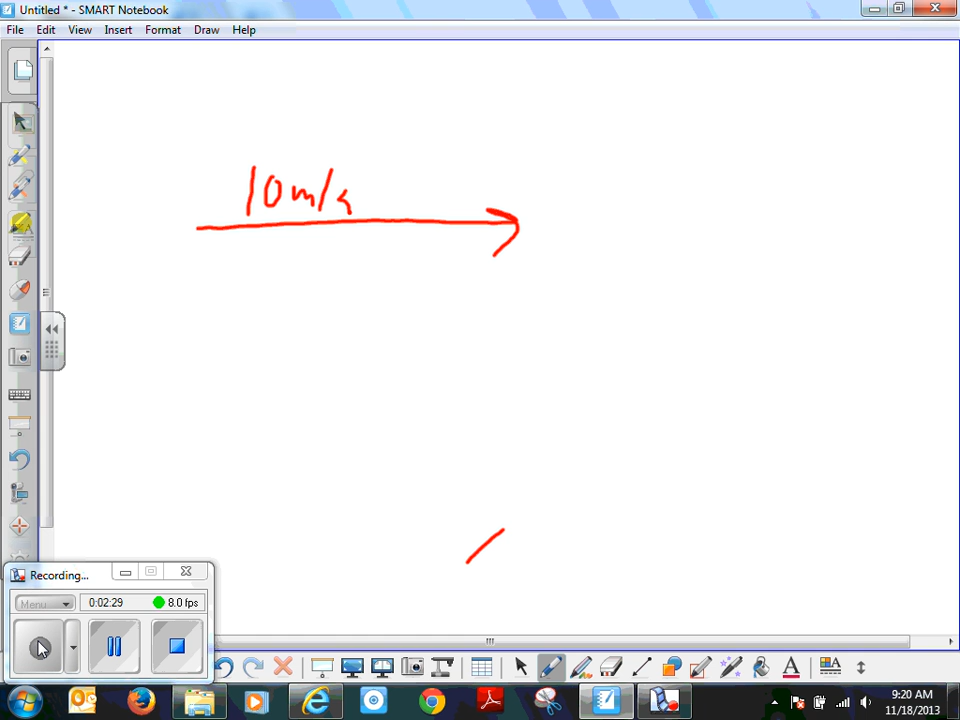 Untitled * - SMART Notebook
File Edit View Insert Format Draw Help
10m/s
Recording...
Menu 0:02:29 8.0 fps
9:20 AM
11/18/2013